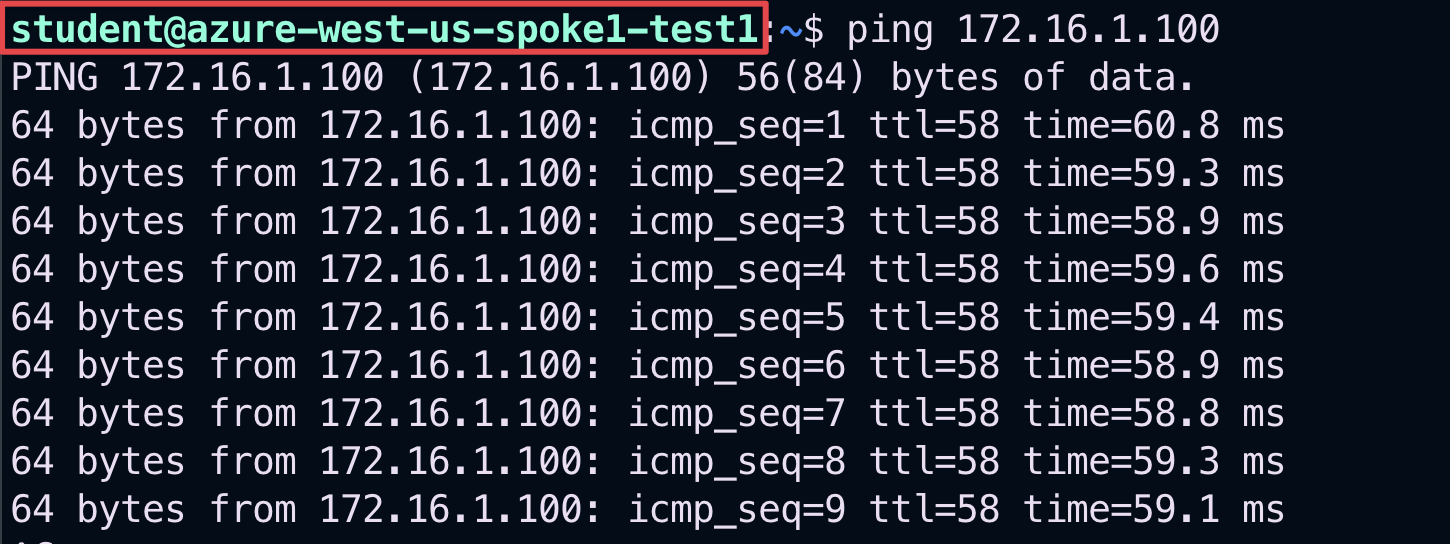 student@azure-west-us-spoke1-test1:~$ ping 172.16.1.100
PING 172.16.1.100 (172.16.1.100) 56(84) bytes of data.
64 bytes from 172.16.1.100: icmp_seq=1 ttl=58 time=60.8 ms
64 bytes from 172.16.1.100: icmp_seq=2 ttl=58 time=59.3 ms
64 bytes from 172.16.1.100: icmp_seq=3 ttl=58 time=58.9 ms
64 bytes from 172.16.1.100: icmp_seq=4 ttl=58 time=59.6 ms
64 bytes from 172.16.1.100: icmp_seq=5 ttl=58 time=59.4 ms
64 bytes from 172.16.1.100: icmp_seq=6 ttl=58 time=58.9 ms
64 bytes from 172.16.1.100: icmp_seq=7 ttl=58 time=58.8 ms
64 bytes from 172.16.1.100: icmp_seq=8 ttl=58 time=59.3 ms
64 bytes from 172.16.1.100: icmp_seq=9 ttl=58 time=59.1 ms